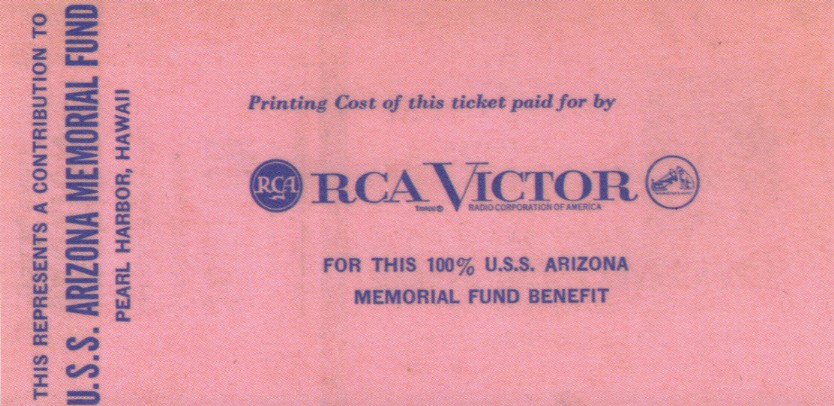 THIS REPRESENTS A CONTRIBUTION TO
U.S.S. ARIZONA MEMORIAL FUND
PEARL HARBOR, HAWAII
Printing Cost of this ticket paid for by
RCA RCA VICTOR
TMK(S)® RADIO CORPORATION OF AMERICA
FOR THIS 100% U.S.S. ARIZONA
MEMORIAL FUND BENEFIT